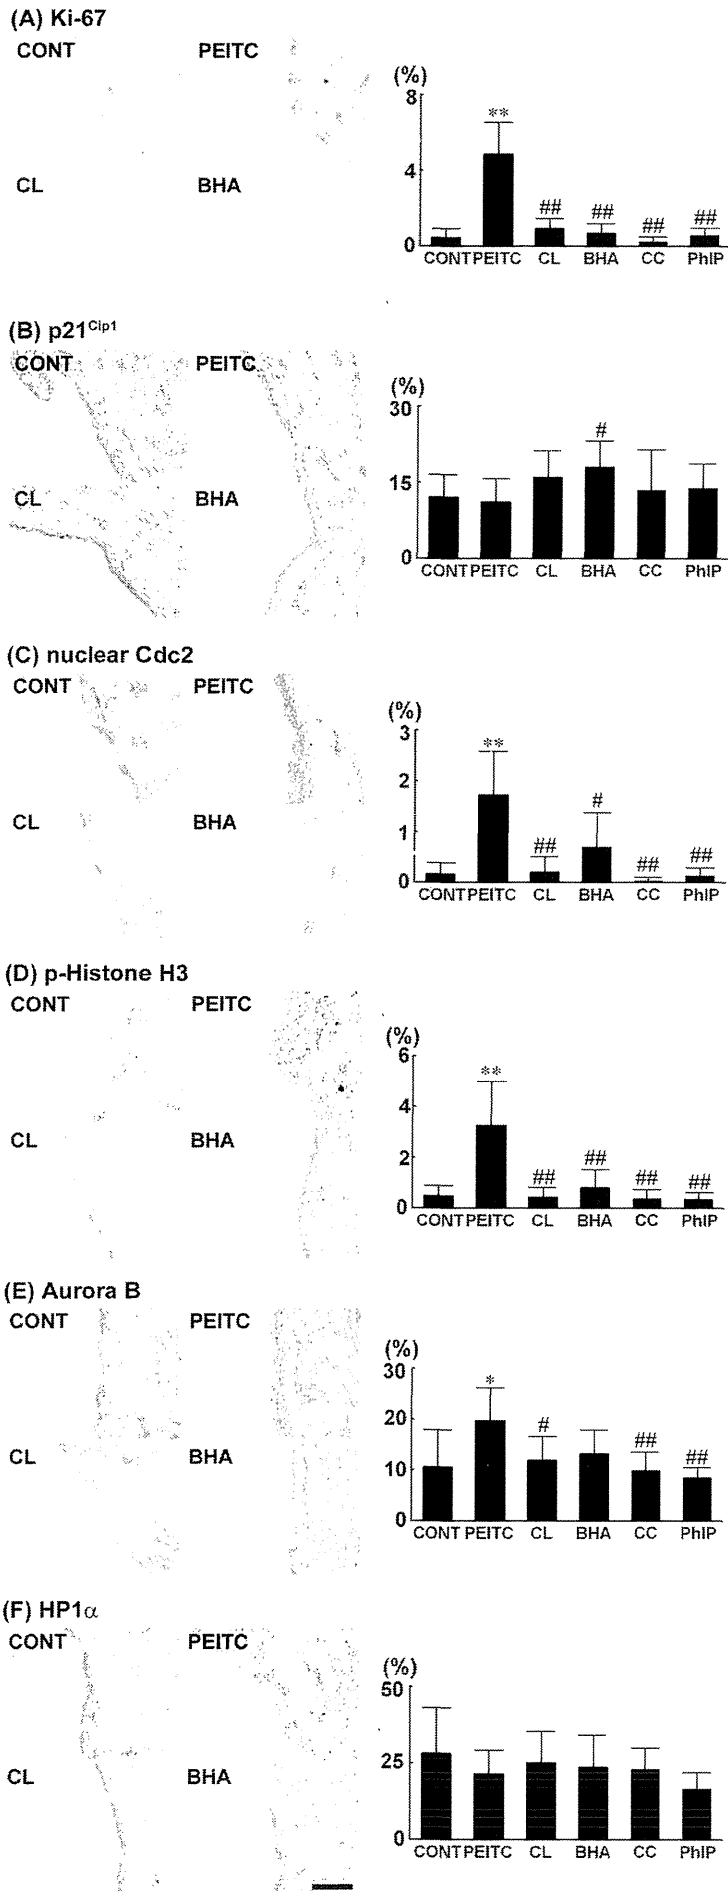 (A) Ki-67
CONT PEITC
CL BHA
(%)
8
4
0
**
## ## ## ##
CONT PEITC CL BHA CC PhIP
(B) p21Cip1
CONT PEITC
CL BHA
(%)
30
15
0
#
CONT PEITC CL BHA CC PhIP
(C) nuclear Cdc2
CONT PEITC
CL BHA
(%)
3
2
1
0
**
## # ## ##
CONT PEITC CL BHA CC PhIP
(D) p-Histone H3
CONT PEITC
CL BHA
(%)
6
4
2
0
**
## ## ## ##
CONT PEITC CL BHA CC PhIP
(E) Aurora B
CONT PEITC
CL BHA
(%)
30
20
10
0
*
# ## ##
CONT PEITC CL BHA CC PhIP
(F) HP1α
CONT PEITC
CL BHA
(%)
50
25
0
CONT PEITC CL BHA CC PhIP